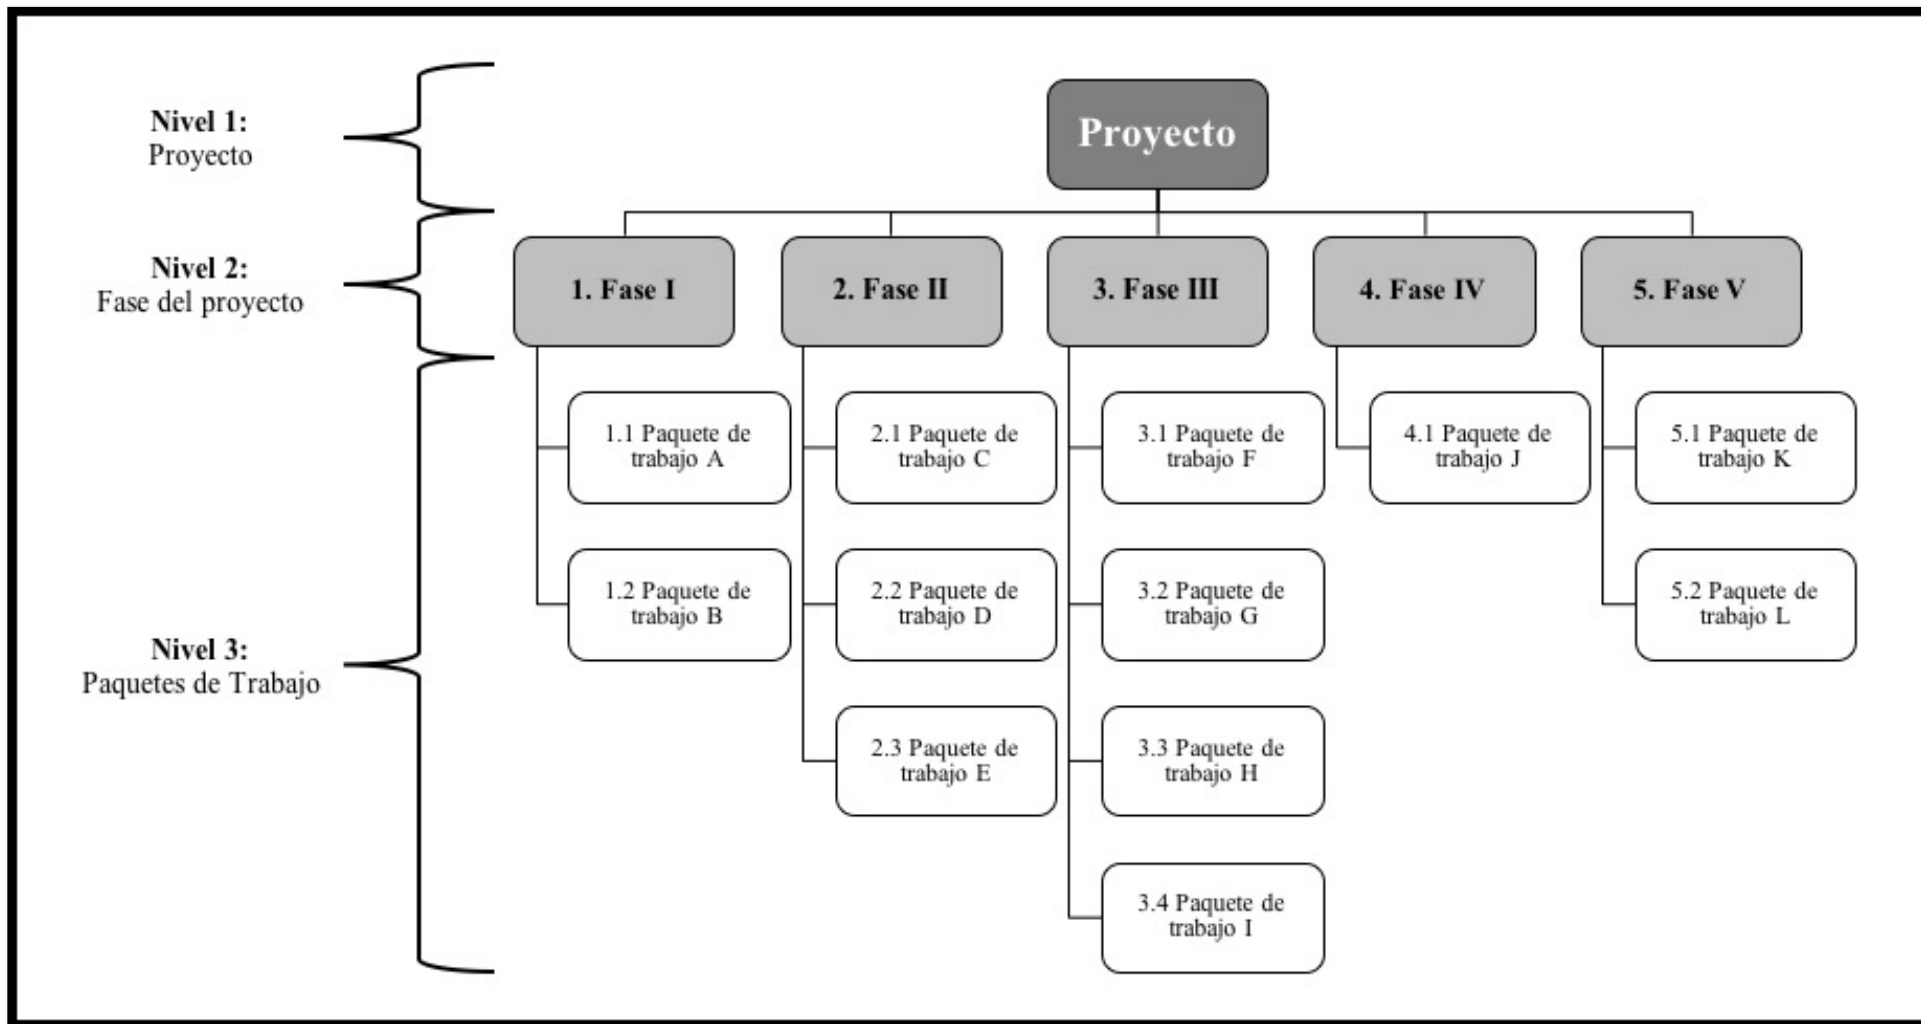 Nivel 1:
Proyecto
Proyecto
Nivel 2:
Fase del proyecto
1. Fase I
2. Fase II
3. Fase III
4. Fase IV
5. Fase V
Nivel 3:
Paquetes de Trabajo
1.1 Paquete de
trabajo A
1.2 Paquete de
trabajo B
2.1 Paquete de
trabajo C
2.2 Paquete de
trabajo D
2.3 Paquete de
trabajo E
3.1 Paquete de
trabajo F
3.2 Paquete de
trabajo G
3.3 Paquete de
trabajo H
3.4 Paquete de
trabajo I
4.1 Paquete de
trabajo J
5.1 Paquete de
trabajo K
5.2 Paquete de
trabajo L